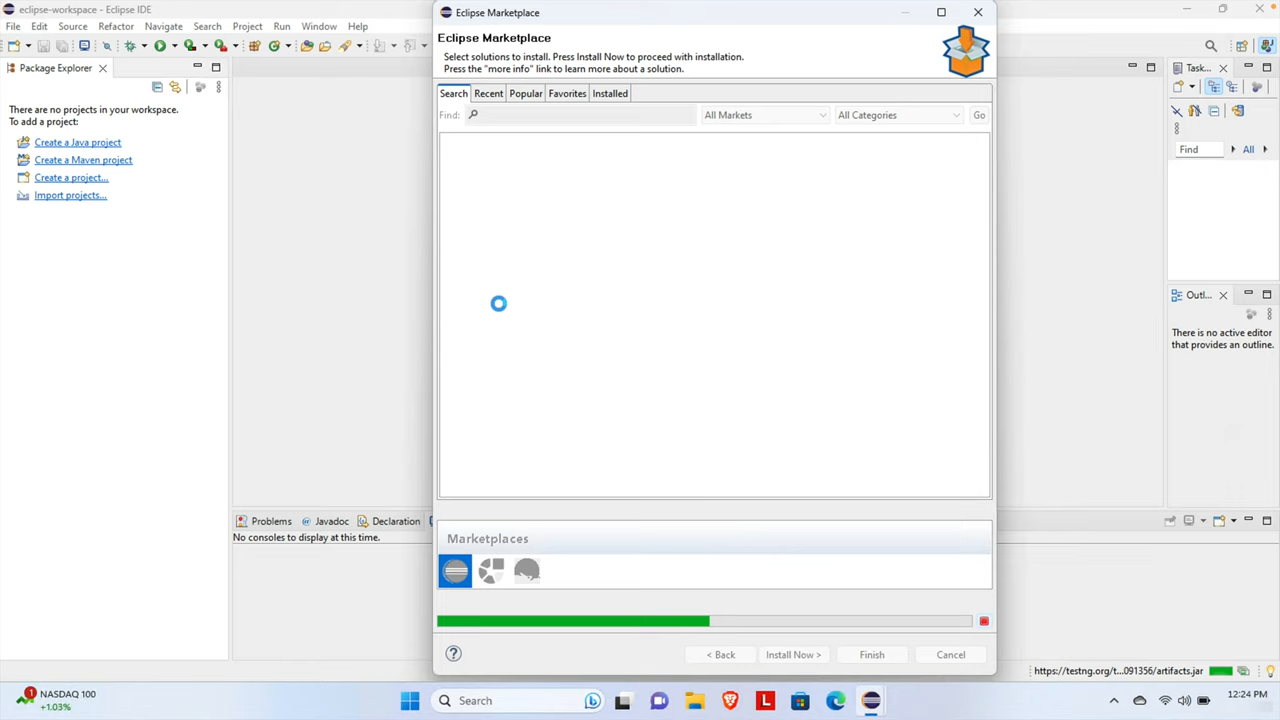 eclipse-workspace - Eclipse IDE
File Edit Source Refactor Navigate Search Project Run Window Help
Package Explorer
There are no projects in your workspace.
To add a project:
Create a Java project
Create a Maven project
Create a project...
Import projects...
Eclipse Marketplace
Eclipse Marketplace
Select solutions to install. Press Install Now to proceed with installation.
Press the "more info" link to learn more about a solution.
Search Recent Popular Favorites Installed
Find: All Markets All Categories Go
Marketplaces
< Back Install Now > Finish Cancel
Task...
Find All
Outl...
There is no active editor
that provides an outline.
Problems Javadoc Declaration
No consoles to display at this time.
https://testng.org/t...091356/artifacts.jar
1 NASDAQ 100
+1.03%
Search
L
12:24 PM